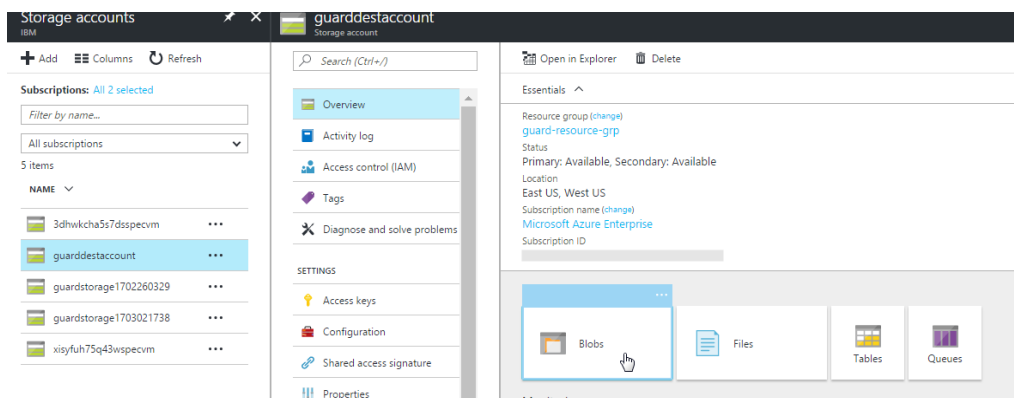 Storage accounts
IBM
Add Columns Refresh
Subscriptions: All 2 selected
Filter by name...
All subscriptions
5 items
NAME
3dhwkcha5s7dsspecvm
guarddestaccount
guardstorage1702260329
guardstorage1703021738
xisyfuh75q43wspecvm
guarddestaccount
Storage account
Search (Ctrl+/)
Overview
Activity log
Access control (IAM)
Tags
Diagnose and solve problems
SETTINGS
Access keys
Configuration
Shared access signature
Properties
Open in Explorer Delete
Essentials
Resource group (change)
guard-resource-grp
Status
Primary: Available, Secondary: Available
Location
East US, West US
Subscription name (change)
Microsoft Azure Enterprise
Subscription ID
Blobs
Files
Tables
Queues